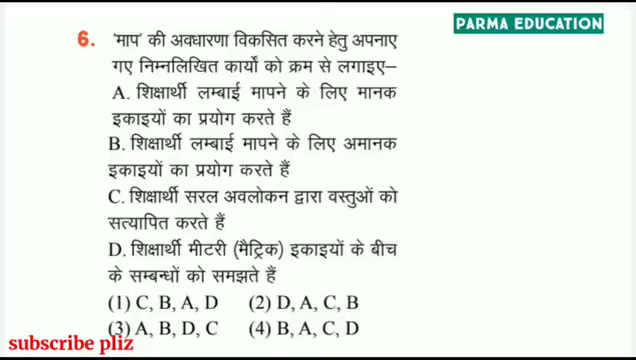 PARMA EDUCATION
6. 'माप' की अवधारणा विकसित करने हेतु अपनाए
गए निम्नलिखित कार्यों को क्रम से लगाइए–
A. शिक्षार्थी लम्बाई मापने के लिए मानक
इकाइयों का प्रयोग करते हैं
B. शिक्षार्थी लम्बाई मापने के लिए अमानक
इकाइयों का प्रयोग करते हैं
C. शिक्षार्थी सरल अवलोकन द्वारा वस्तुओं को
सत्यापित करते हैं
D. शिक्षार्थी मीटरी (मैट्रिक) इकाइयों के बीच
के सम्बन्धों को समझते हैं
(1) C, B, A, D (2) D, A, C, B
(3) A, B, D, C (4) B, A, C, D
subscribe pliz